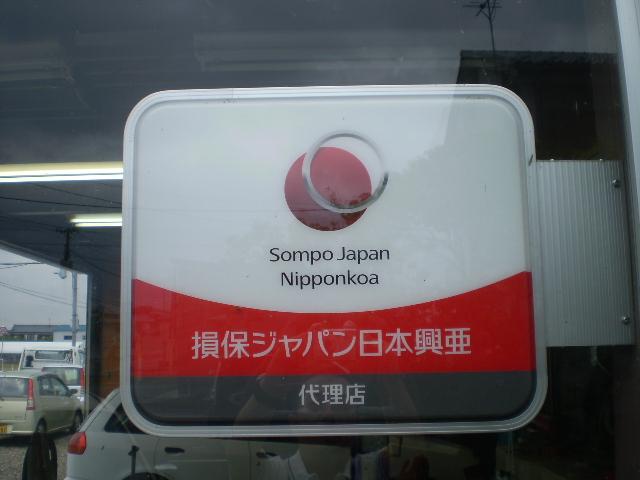 Sompo Japan
Nipponkoa
損保ジャパン日本興亜
代理店